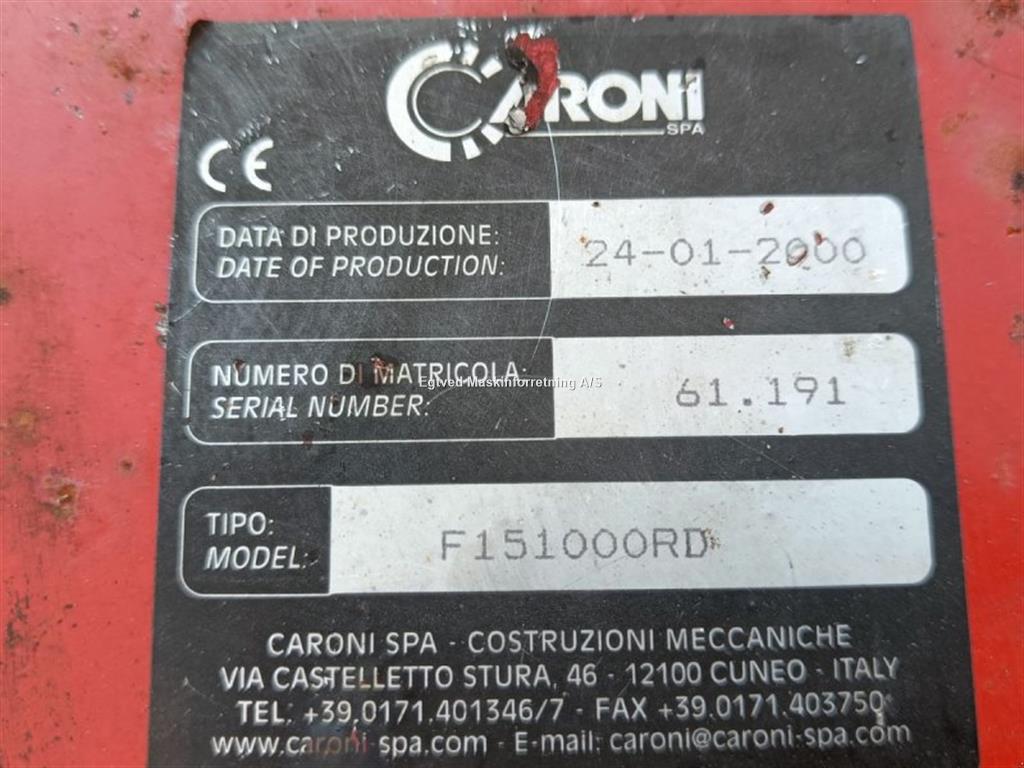 CARONI
SPA
CE
DATA DI PRODUZIONE:
DATE OF PRODUCTION:
24-01-2000
NUMERO DI MATRICOLA:
SERIAL NUMBER:
61.191
Egtved Maskinforretning A/S
TIPO:
MODEL:
F151000RD
CARONI SPA - COSTRUZIONI MECCANICHE
VIA CASTELLETTO STURA, 46 - 12100 CUNEO - ITALY
TEL: +39.0171.401346/7 - FAX +39.0171.403750
www.caroni-spa.com - E-mail: caroni@caroni-spa.com